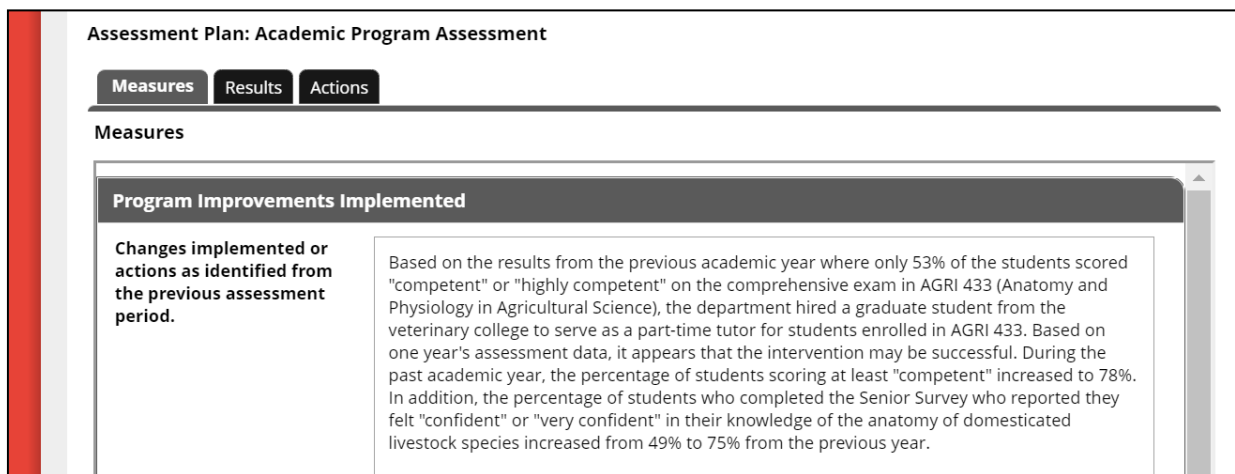 Assessment Plan: Academic Program Assessment
Measures Results Actions
Measures
Program Improvements Implemented
Changes implemented or
actions as identified from
the previous assessment
period.
Based on the results from the previous academic year where only 53% of the students scored
"competent" or "highly competent" on the comprehensive exam in AGRI 433 (Anatomy and
Physiology in Agricultural Science), the department hired a graduate student from the
veterinary college to serve as a part-time tutor for students enrolled in AGRI 433. Based on
one year's assessment data, it appears that the intervention may be successful. During the
past academic year, the percentage of students scoring at least "competent" increased to 78%.
In addition, the percentage of students who completed the Senior Survey who reported they
felt "confident" or "very confident" in their knowledge of the anatomy of domesticated
livestock species increased from 49% to 75% from the previous year.